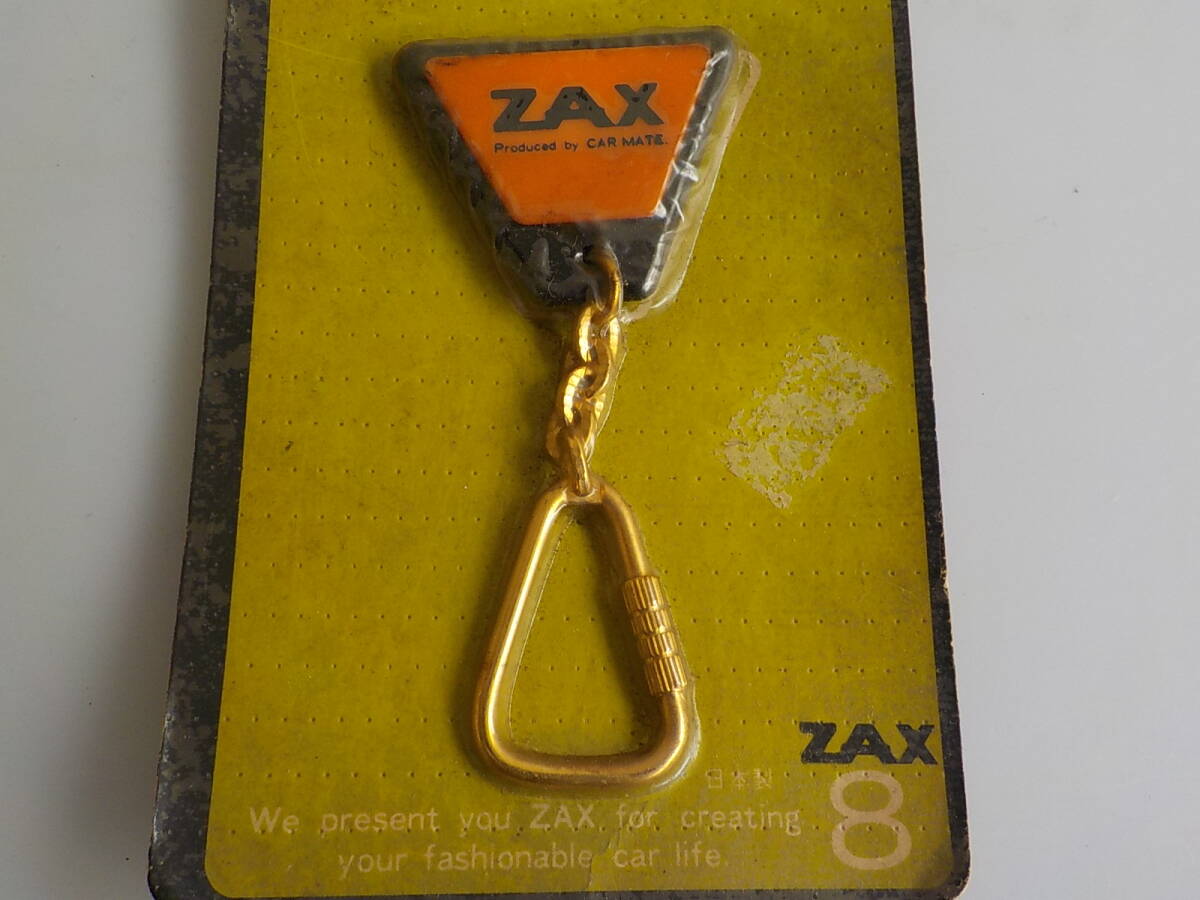 ZAX
Produced by CAR MATE.
ZAX
8
日本製
We present you ZAX, for creating
your fashionable car life.